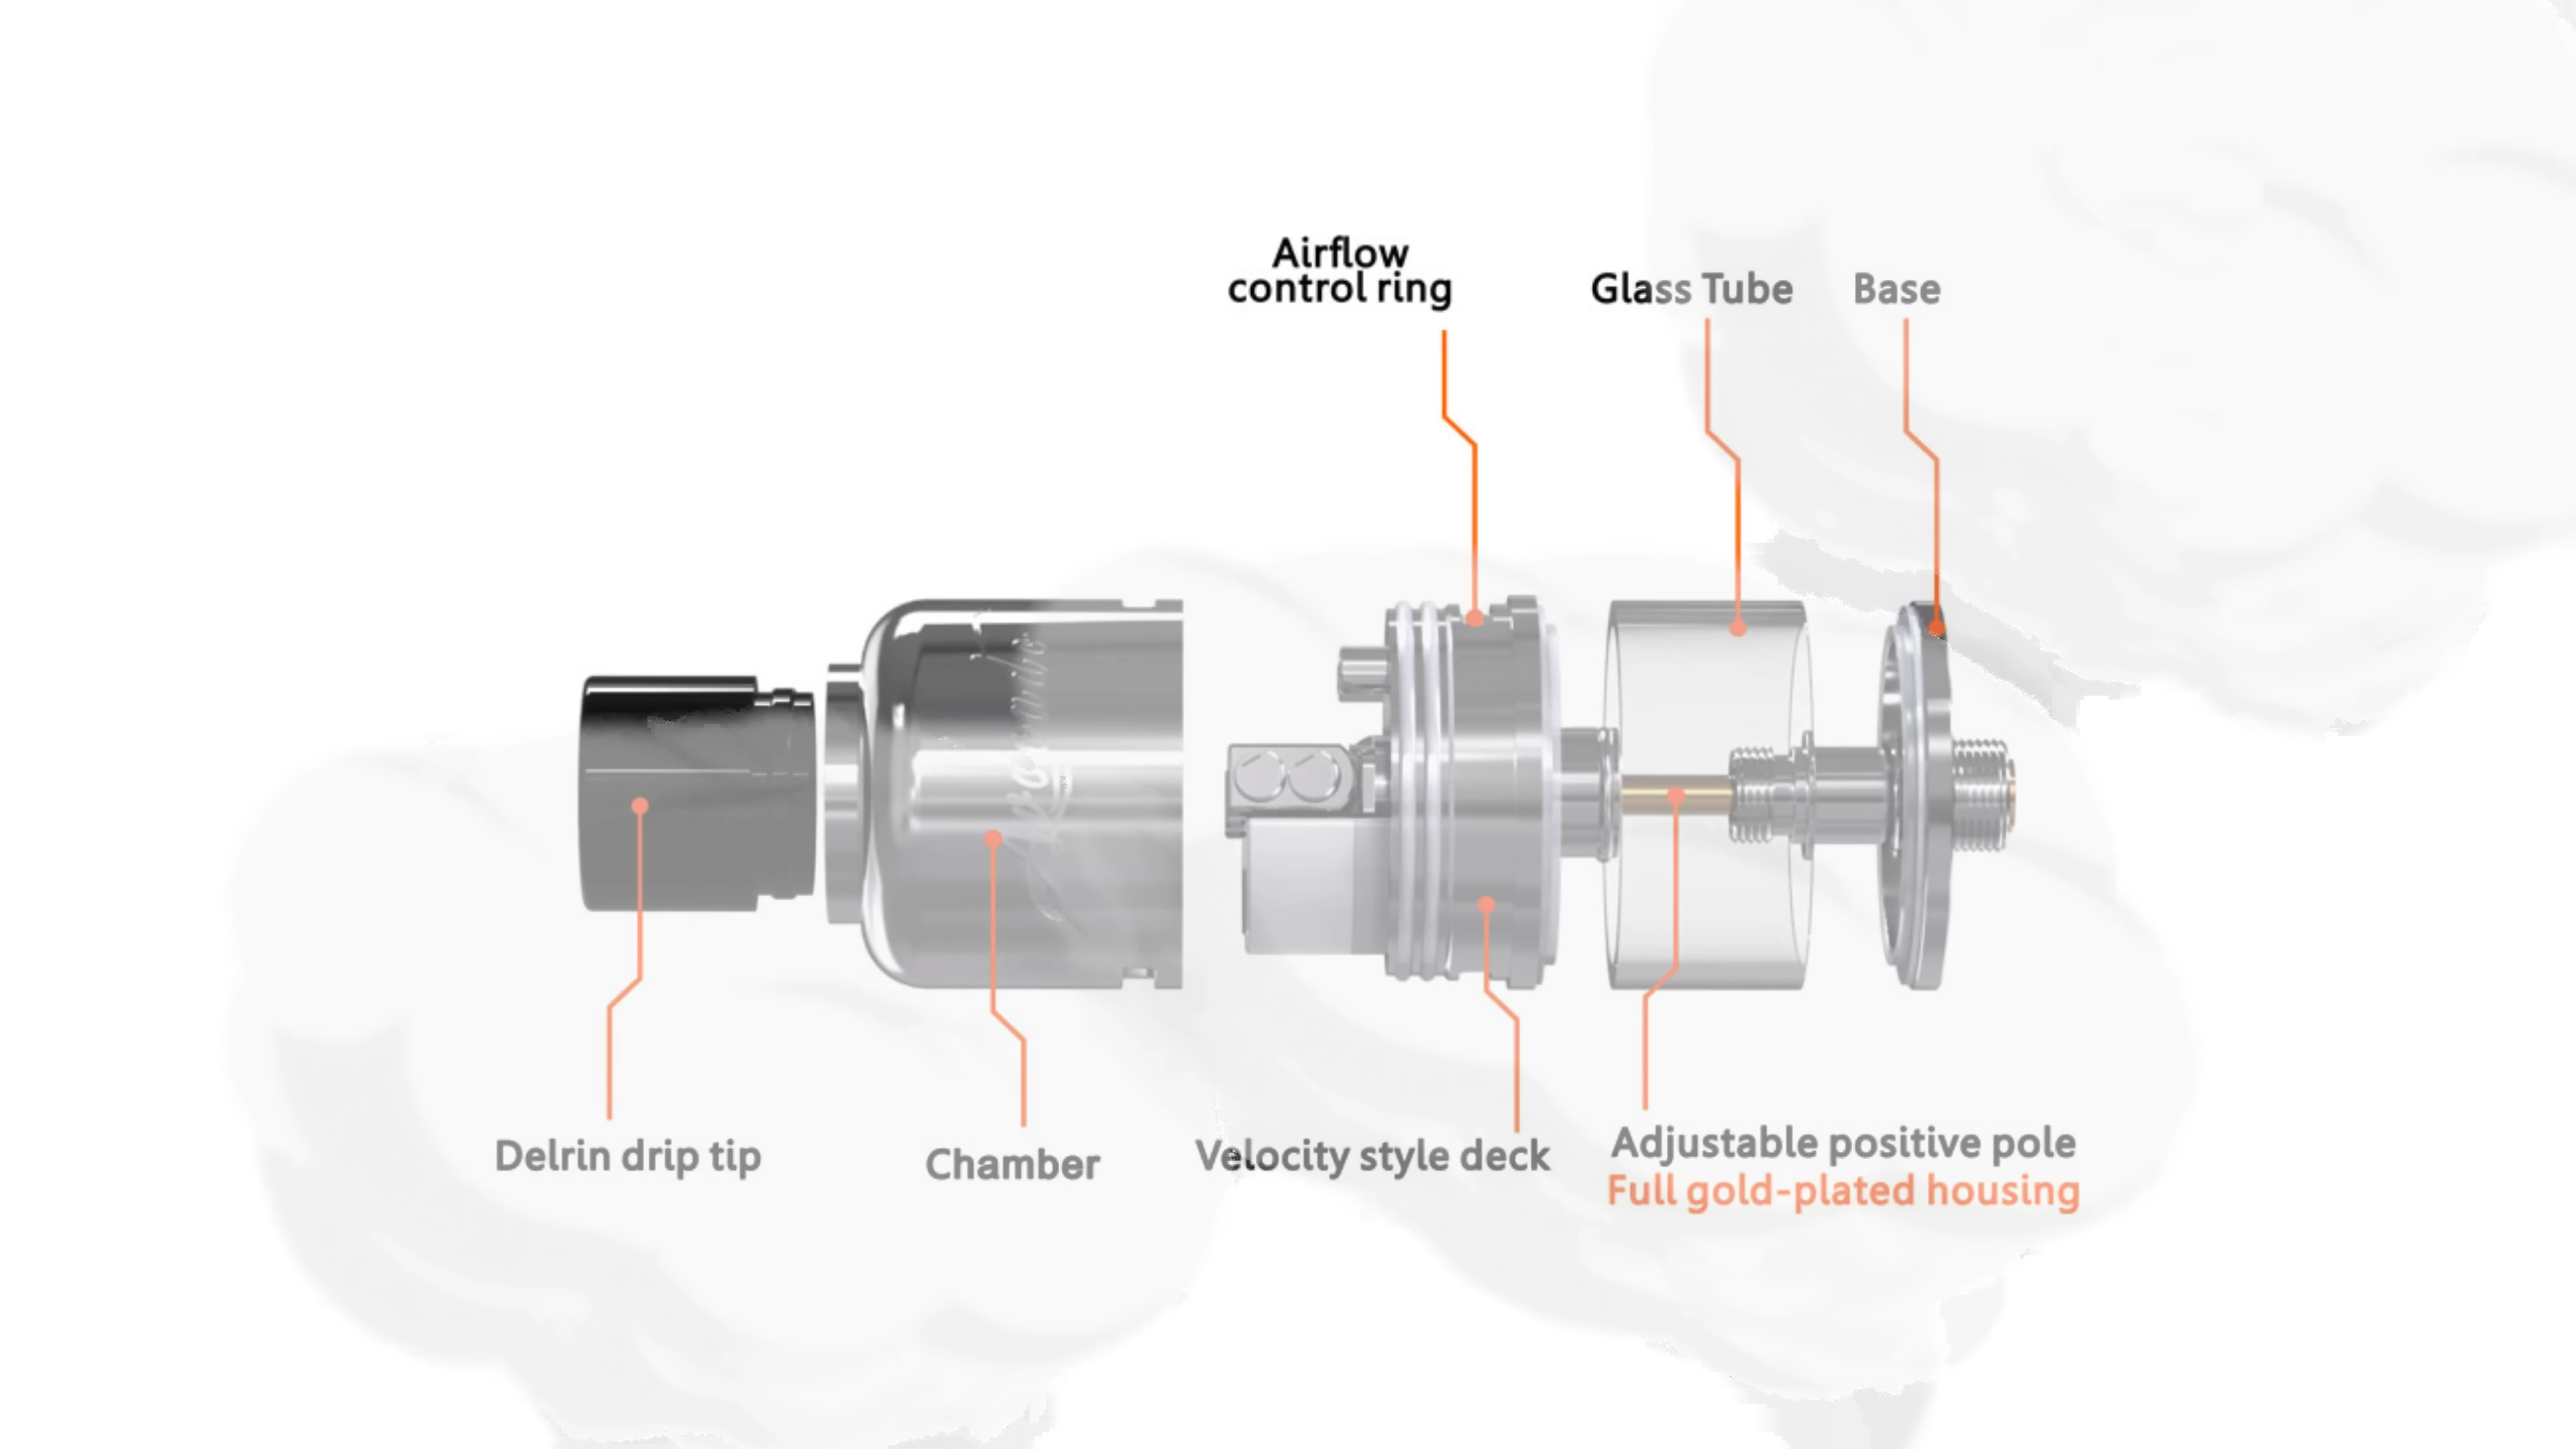 Airflow
control ring
Glass Tube
Base
Delrin drip tip
Chamber
Velocity style deck
Adjustable positive pole
Full gold-plated housing